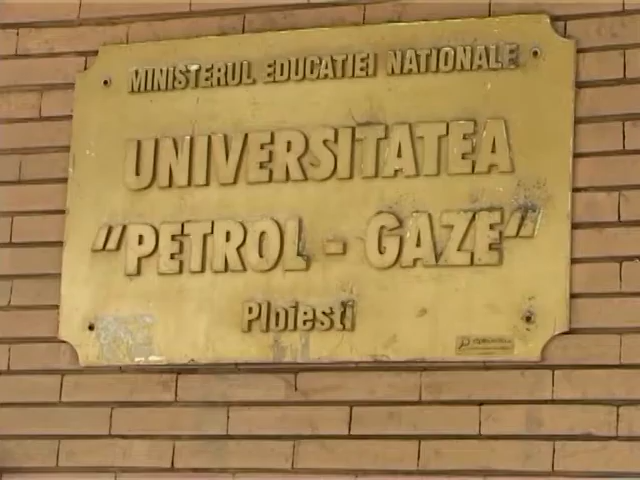 MINISTERUL EDUCATIEI NATIONALE
UNIVERSITATEA
"PETROL - GAZE"
Ploiesti